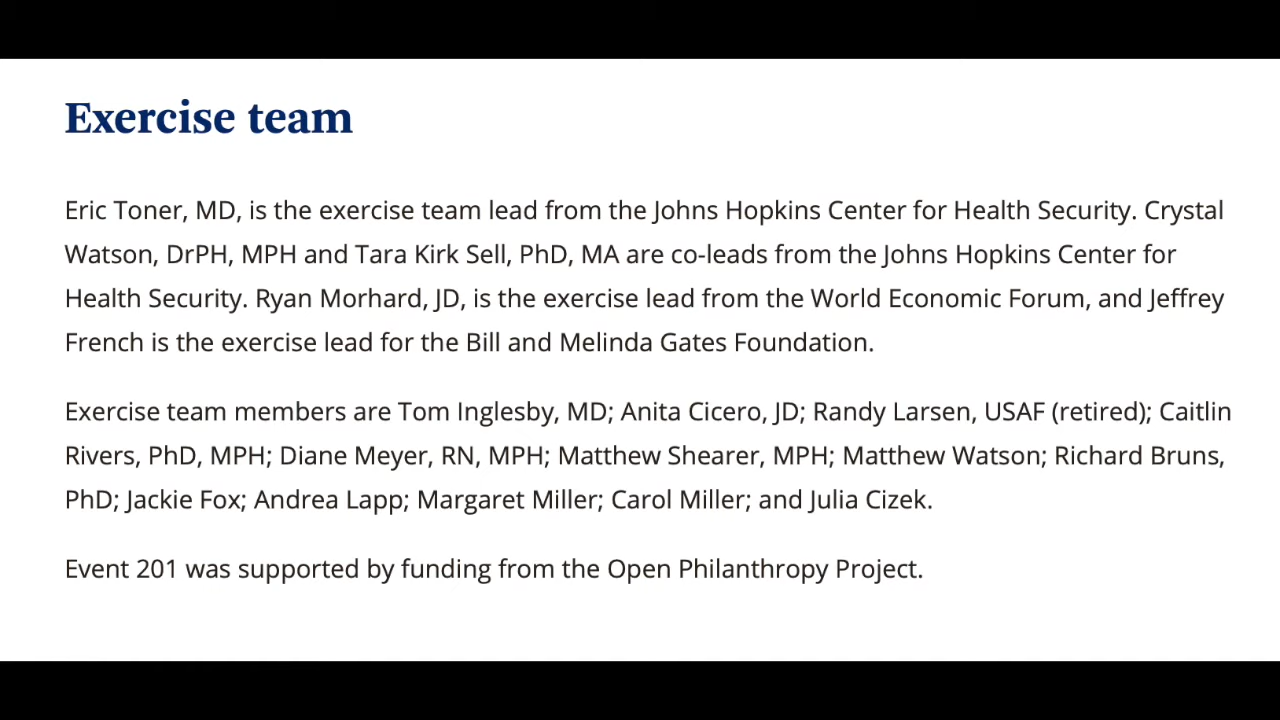 Exercise team
Eric Toner, MD, is the exercise team lead from the Johns Hopkins Center for Health Security. Crystal
Watson, DrPH, MPH and Tara Kirk Sell, PhD, MA are co-leads from the Johns Hopkins Center for
Health Security. Ryan Morhard, JD, is the exercise lead from the World Economic Forum, and Jeffrey
French is the exercise lead for the Bill and Melinda Gates Foundation.
Exercise team members are Tom Inglesby, MD; Anita Cicero, JD; Randy Larsen, USAF (retired); Caitlin
Rivers, PhD, MPH; Diane Meyer, RN, MPH; Matthew Shearer, MPH; Matthew Watson; Richard Bruns,
PhD; Jackie Fox; Andrea Lapp; Margaret Miller; Carol Miller; and Julia Cizek.
Event 201 was supported by funding from the Open Philanthropy Project.